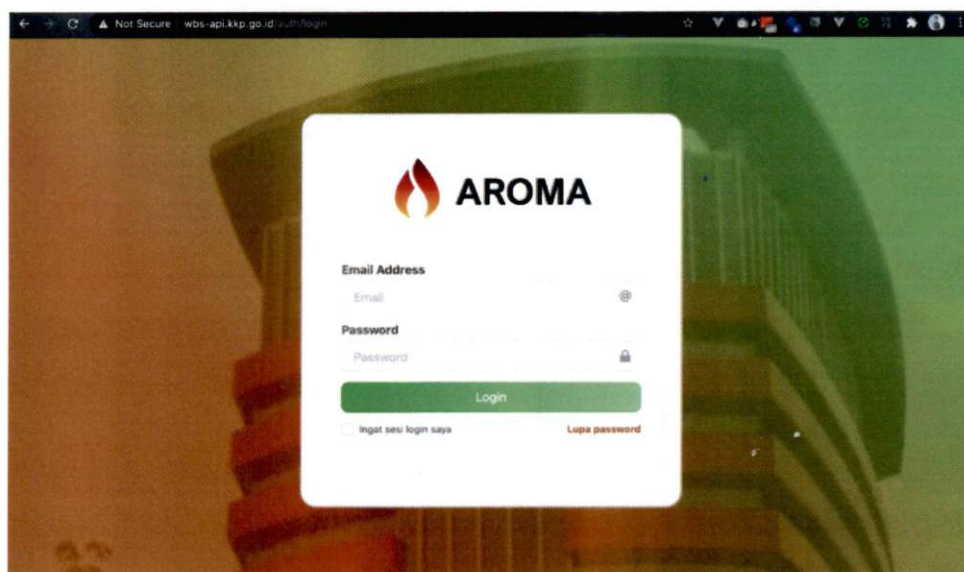 Not Secure wbs-api.kkp.go.id/auth/login
AROMA
Email Address
Email
@
Password
Password
Login
Ingat sesi login saya
Lupa password